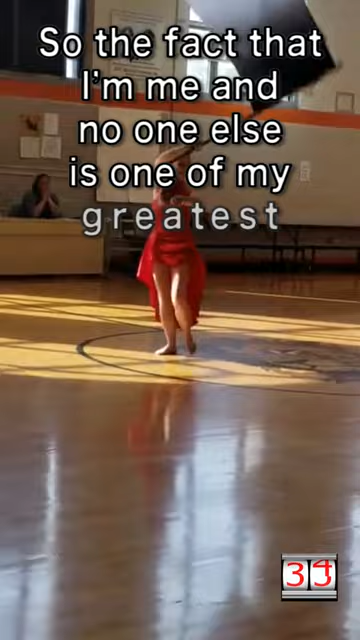 So the fact that
I'm me and
no one else
is one of my
greatest